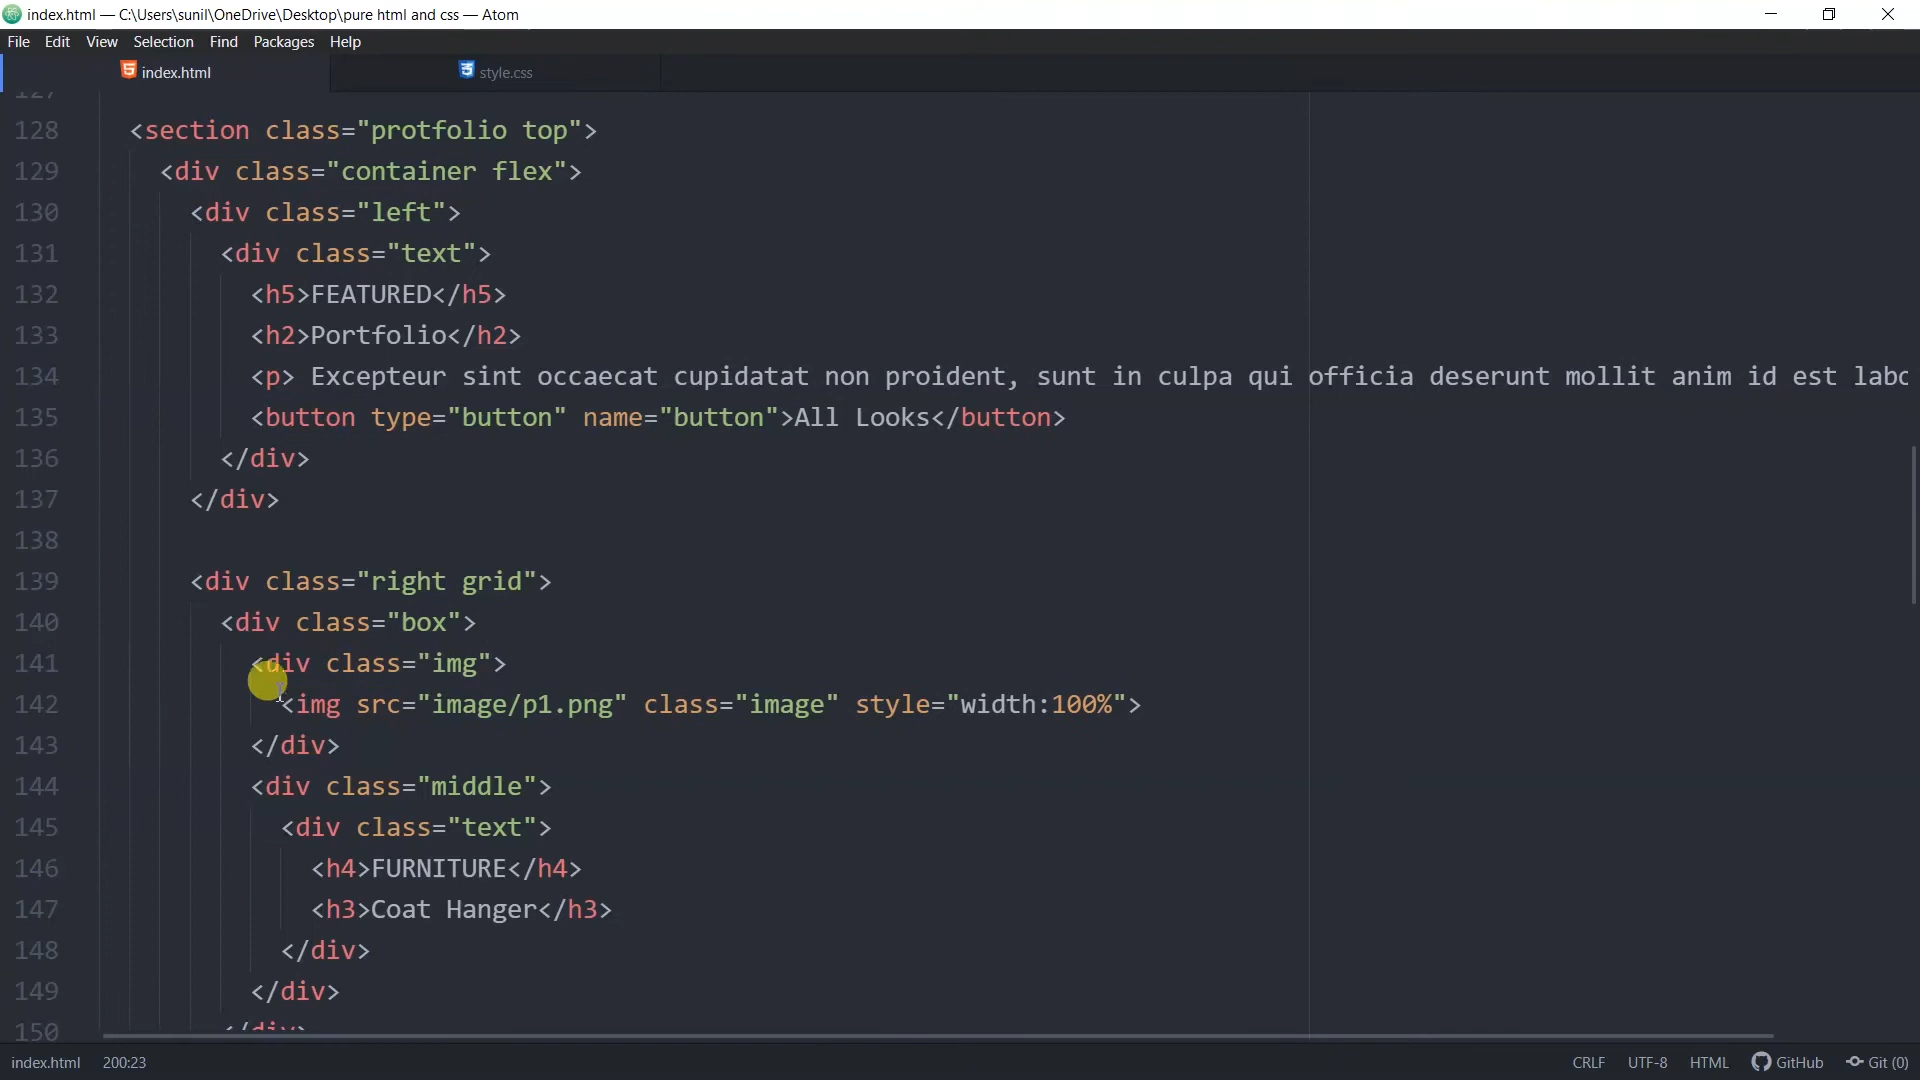 index.html — C:\Users\sunil\OneDrive\Desktop\pure html and css — Atom
File Edit View Selection Find Packages Help
index.html style.css
127
128 <section class="protfolio top">
129 <div class="container flex">
130 <div class="left">
131 <div class="text">
132 <h5>FEATURED</h5>
133 <h2>Portfolio</h2>
134 <p> Excepteur sint occaecat cupidatat non proident, sunt in culpa qui officia deserunt mollit anim id est
135 <button type="button" name="button">All Looks</button>
136 </div>
137 </div>
138
139 <div class="right grid">
140 <div class="box">
141 <div class="img">
142 <img src="image/p1.png" class="image" style="width:100%">
143 </div>
144 <div class="middle">
145 <div class="text">
146 <h4>FURNITURE</h4>
147 <h3>Coat Hanger</h3>
148 </div>
149 </div>
150 </div>
index.html 200:23 CRLF UTF-8 HTML GitHub Git (0)